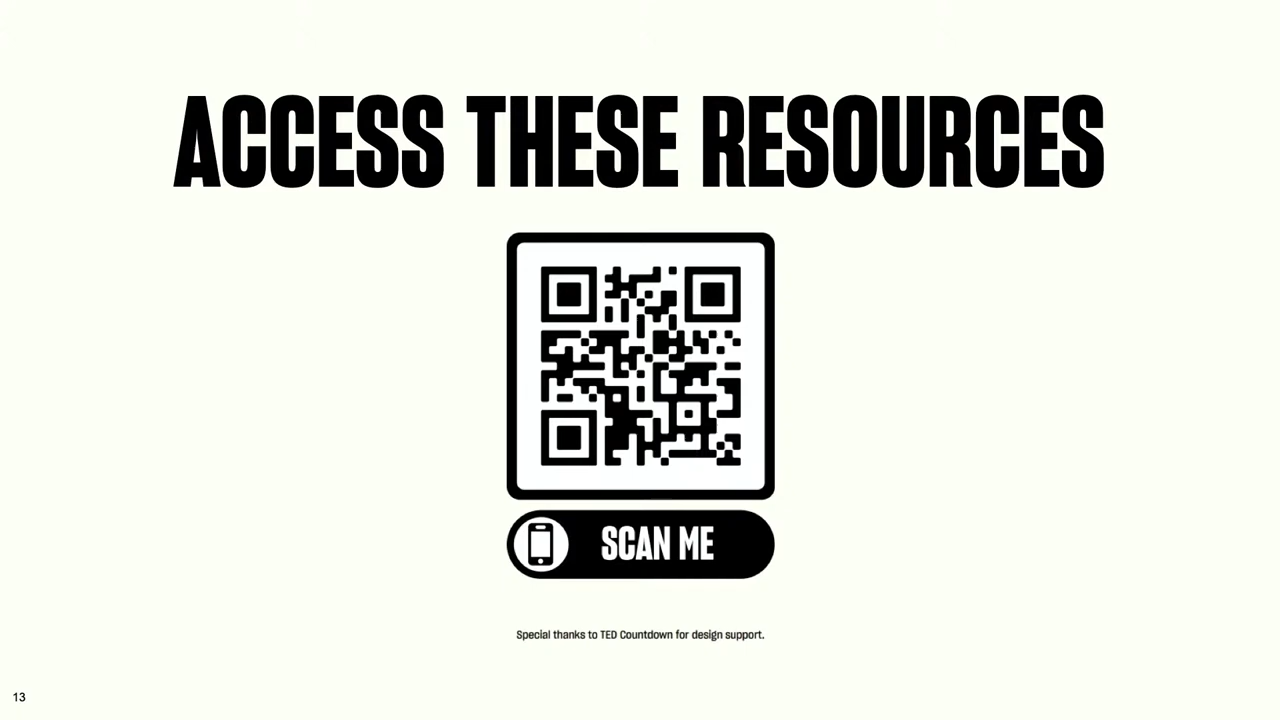 ACCESS THESE RESOURCES
SCAN ME
Special thanks to TED Countdown for design support.
13